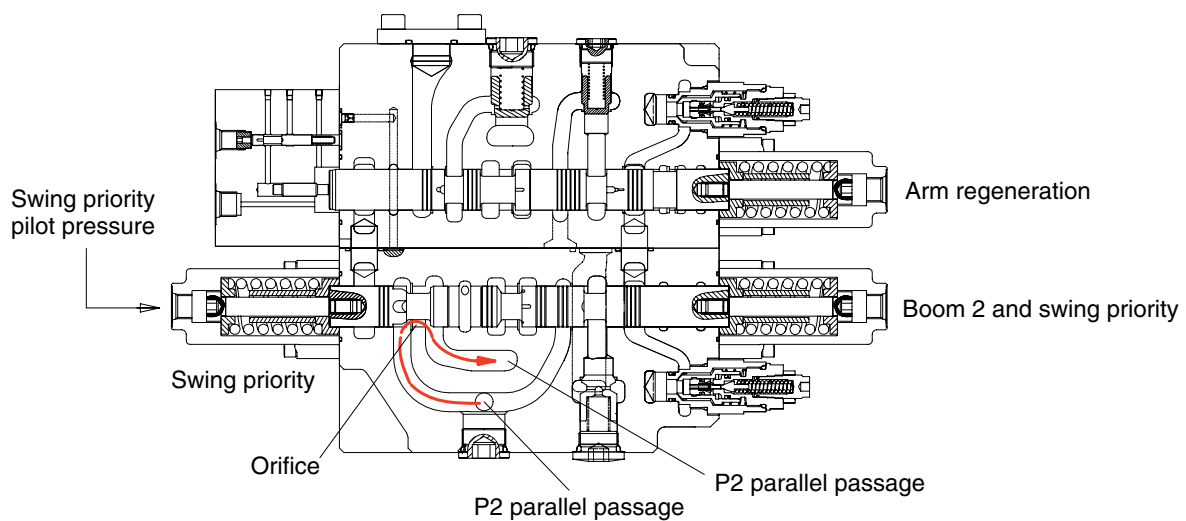 Swing priority
pilot pressure
Arm regeneration
Boom 2 and swing priority
Swing priority
Orifice
P2 parallel passage
P2 parallel passage